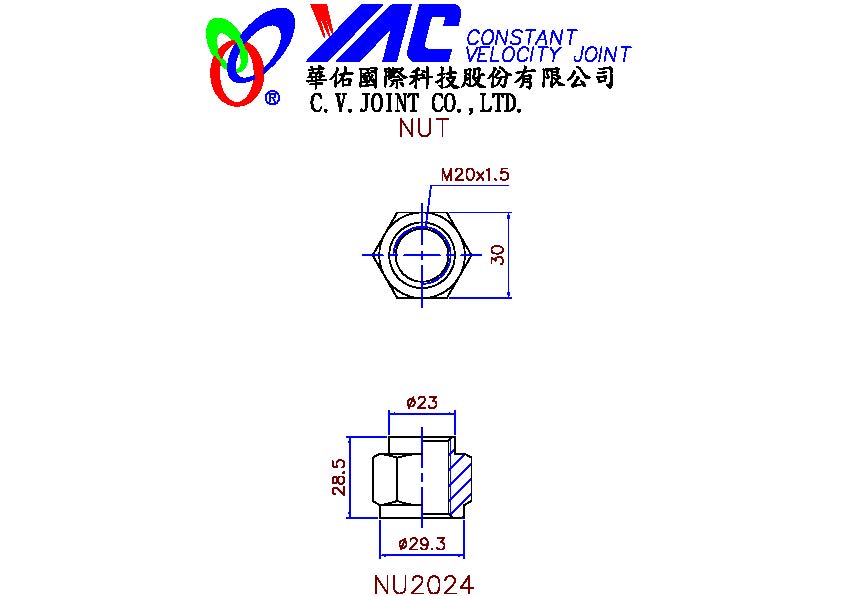 YAC CONSTANT
VELOCITY JOINT
®
華佑國際科技股份有限公司
C.V.JOINT CO.,LTD.
NUT
M20x1.5
30
ø23
28.5
ø29.3
NU2024